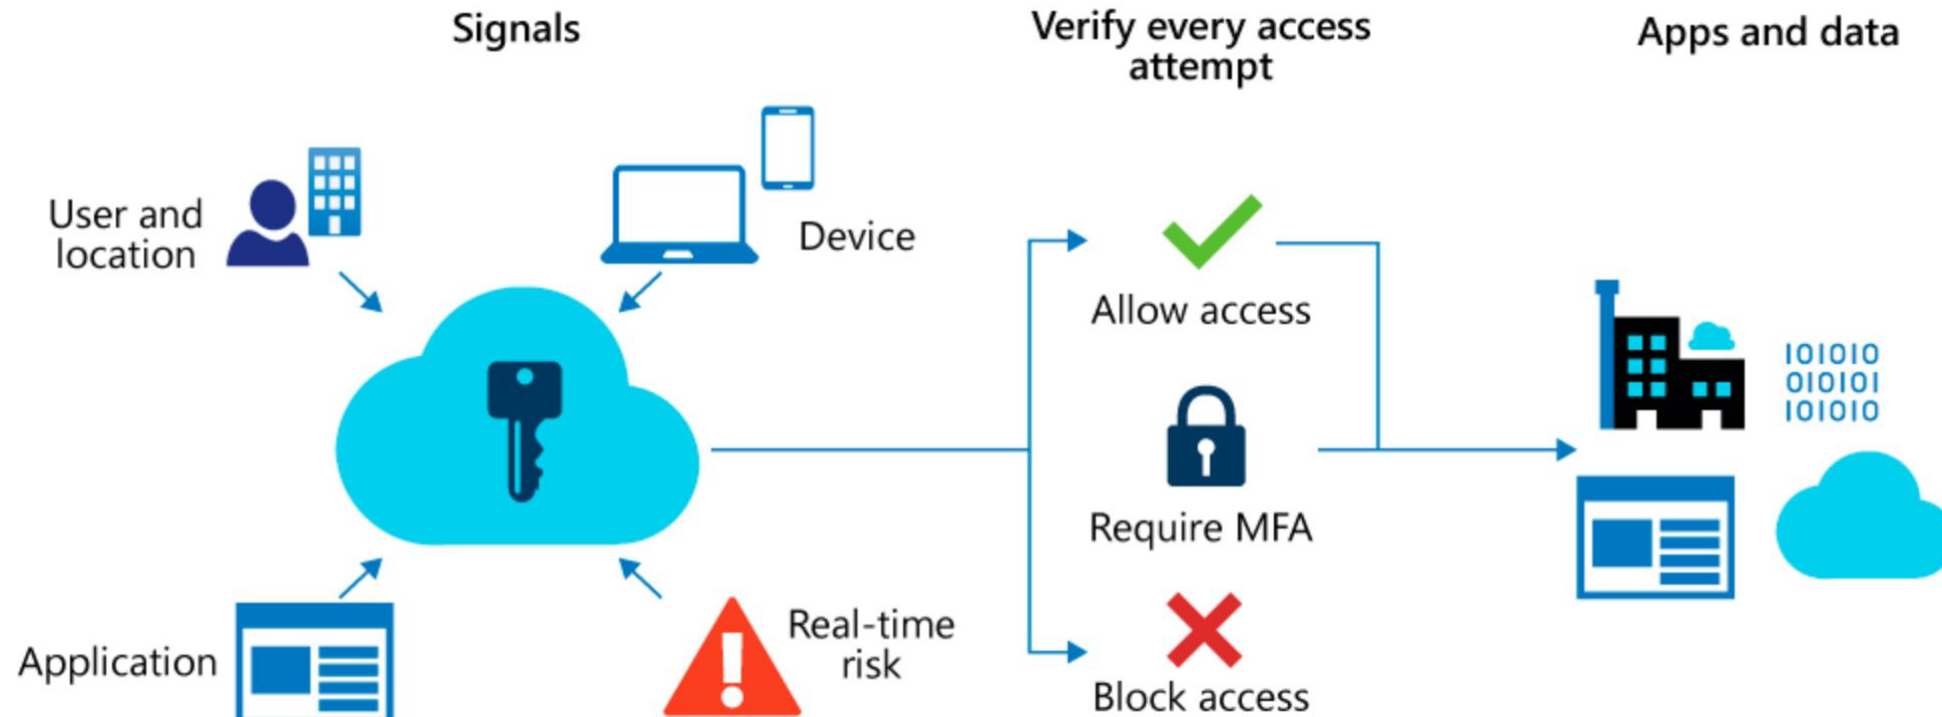 Signals
Verify every access
attempt
Apps and data
User and
location
Device
Allow access
101010
010101
101010
Require MFA
Application
Real-time
risk
Block access